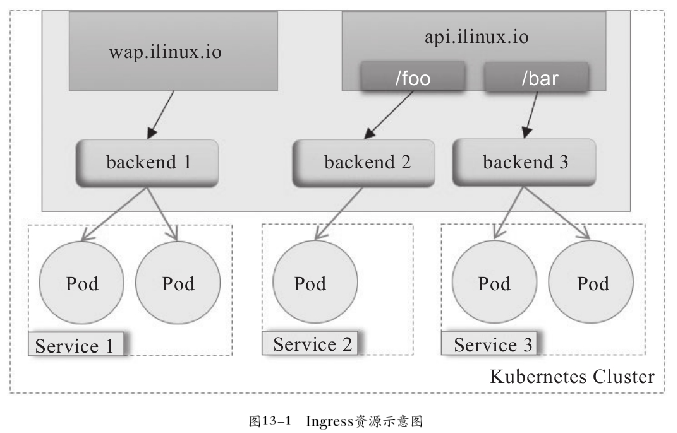 wap.ilinux.io
api.ilinux.io
/foo
/bar
backend 1
backend 2
backend 3
Pod
Pod
Pod
Pod
Pod
Service 1
Service 2
Service 3
Kubernetes Cluster
图13-1 Ingress资源示意图